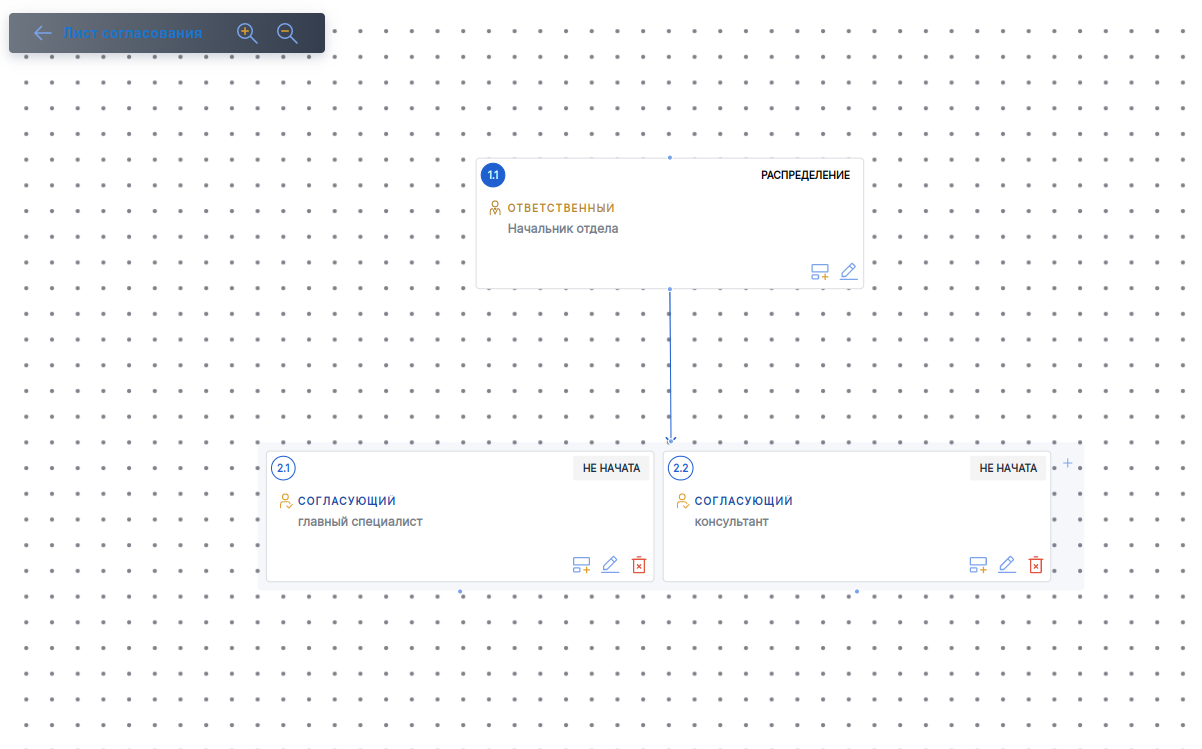 Лист согласования
1.1
РАСПРЕДЕЛЕНИЕ
ОТВЕТСТВЕННЫЙ
Начальник отдела
2.1
НЕ НАЧАТА
СОГЛАСУЮЩИЙ
главный специалист
2.2
НЕ НАЧАТА
СОГЛАСУЮЩИЙ
консультант